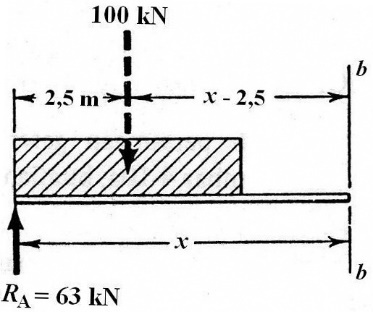 100 kN
b
2,5 m
x - 2,5
x
b
R_A = 63 kN